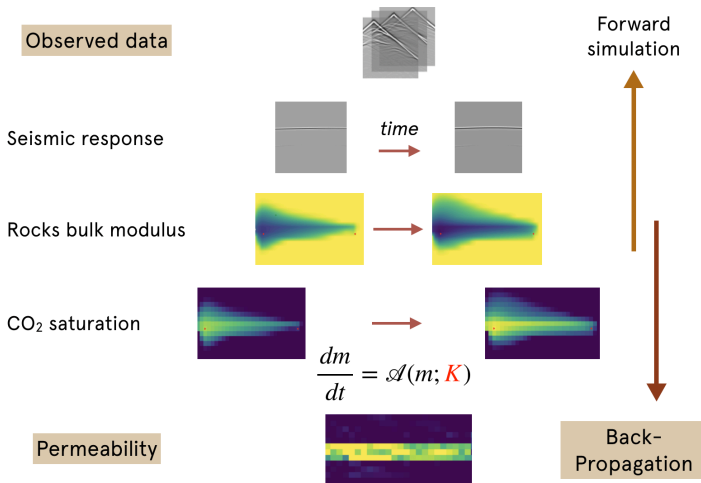 Observed data
Forward
simulation
Seismic response
time
Rocks bulk modulus
CO₂ saturation
dm/dt = 𝒜(m; K)
Permeability
Back-
Propagation